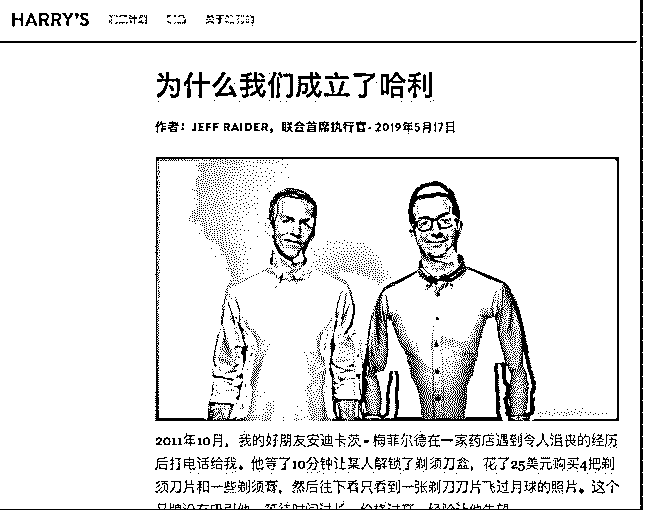 HARRY'S
为什么我们成立了哈利
作者：JEFF RAIDER，联合首席执行官- 2019年5月17日
2011年10月，我的好朋友安迪卡茨-梅菲尔德在一家药店遇到令人沮丧的经历
后打电话给我。他等了10分钟让某人解锁了剃须刀盒，花了25美元购买4把剃
须刀片和一些剃须膏，然后往下看只看到一张剃刀刀片飞过月球的照片。这个